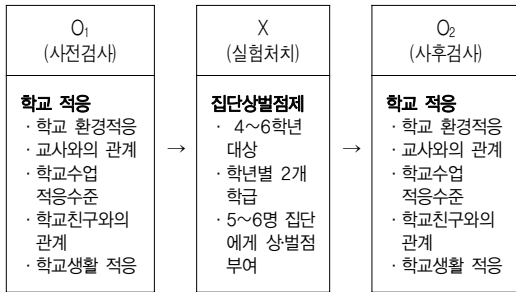 O₁
(사전검사)
학교 적응
· 학교 환경적응
· 교사와의 관계
· 학교수업
적응수준
· 학교친구와의
관계
· 학교생활 적응
→
X
(실험처치)
집단상벌점제
· 4～6학년
대상
· 학년별 2개
학급
· 5～6명 집단
에게 상·벌점
부여
→
O₂
(사후검사)
학교 적응
· 학교 환경적응
· 교사와의 관계
· 학교수업
적응수준
· 학교친구와의
관계
· 학교생활 적응